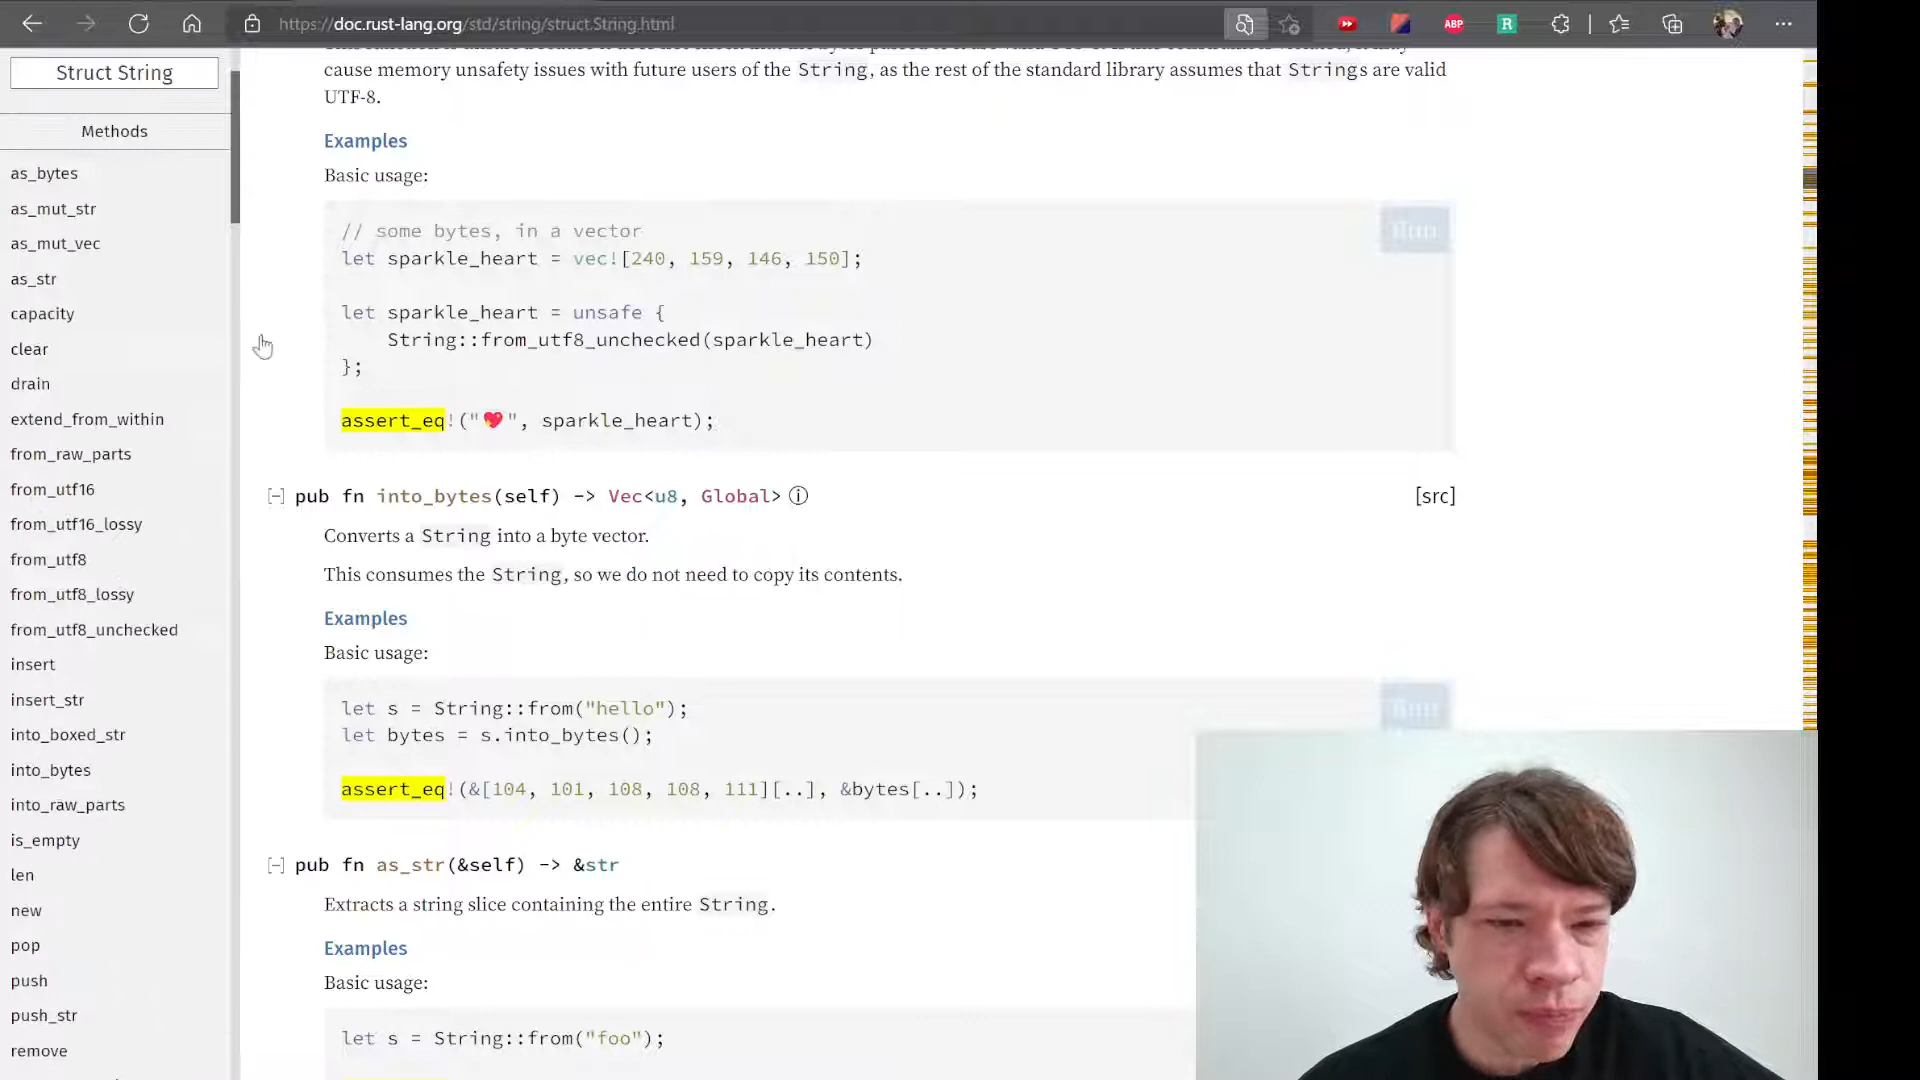 https://doc.rust-lang.org/std/string/struct.String.html
ABP
R
Struct String
Methods
as_bytes
as_mut_str
as_mut_vec
as_str
capacity
clear
drain
extend_from_within
from_raw_parts
from_utf16
from_utf16_lossy
from_utf8
from_utf8_lossy
from_utf8_unchecked
insert
insert_str
into_boxed_str
into_bytes
into_raw_parts
is_empty
len
new
pop
push
push_str
remove
cause memory unsafety issues with future users of the String, as the rest of the standard library assumes that Strings are valid
UTF-8.
Examples
Basic usage:
Run
// some bytes, in a vector
let sparkle_heart = vec![240, 159, 146, 150];
let sparkle_heart = unsafe {
String::from_utf8_unchecked(sparkle_heart)
};
assert_eq!("💖", sparkle_heart);
[-] pub fn into_bytes(self) -> Vec<u8, Global> ⓘ
[src]
Converts a String into a byte vector.
This consumes the String, so we do not need to copy its contents.
Examples
Basic usage:
Run
let s = String::from("hello");
let bytes = s.into_bytes();
assert_eq!(&[104, 101, 108, 108, 111][..], &bytes[..]);
[-] pub fn as_str(&self) -> &str
Extracts a string slice containing the entire String.
Examples
Basic usage:
let s = String::from("foo");